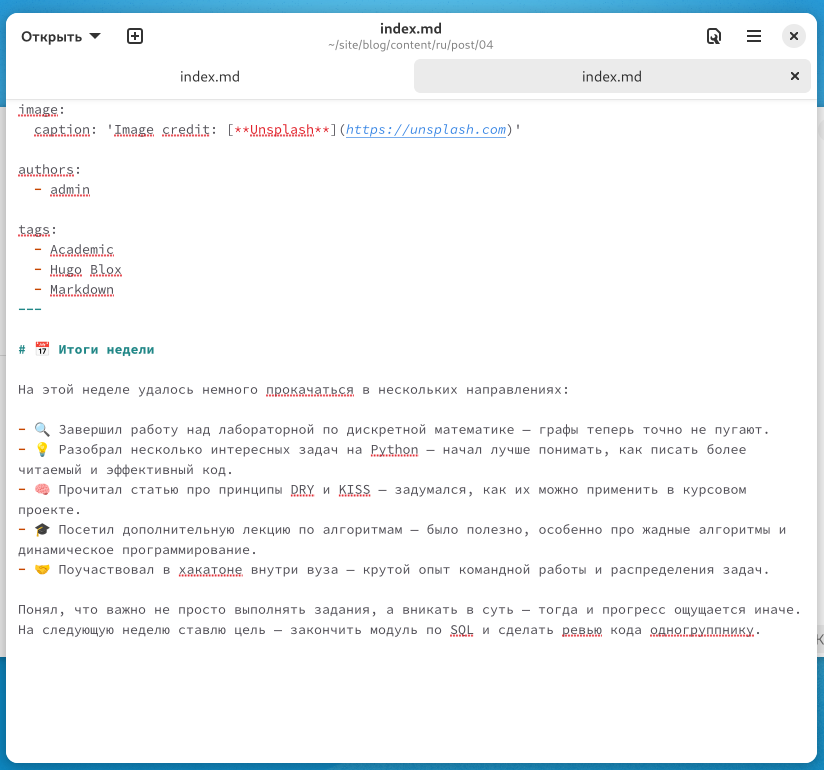 Открыть
index.md
~/site/blog/content/ru/post/04
index.md
index.md
image:
caption: 'Image credit: [**Unsplash**](https://unsplash.com)'
authors:
- admin
tags:
- Academic
- Hugo Blox
- Markdown
---
# 📅 Итоги недели
На этой неделе удалось немного прокачаться в нескольких направлениях:
- 🔍 Завершил работу над лабораторной по дискретной математике — графы теперь точно не пугают.
- 💡 Разобрал несколько интересных задач на Python — начал лучше понимать, как писать более
читаемый и эффективный код.
- 🧠 Прочитал статью про принципы DRY и KISS — задумался, как их можно применить в курсовом
проекте.
- 🎓 Посетил дополнительную лекцию по алгоритмам — было полезно, особенно про жадные алгоритмы и
динамическое программирование.
- 🤝 Поучаствовал в хакатоне внутри вуза — крутой опыт командной работы и распределения задач.
Понял, что важно не просто выполнять задания, а вникать в суть — тогда и прогресс ощущается иначе.
На следующую неделю ставлю цель — закончить модуль по SQL и сделать ревью кода одногруппнику.